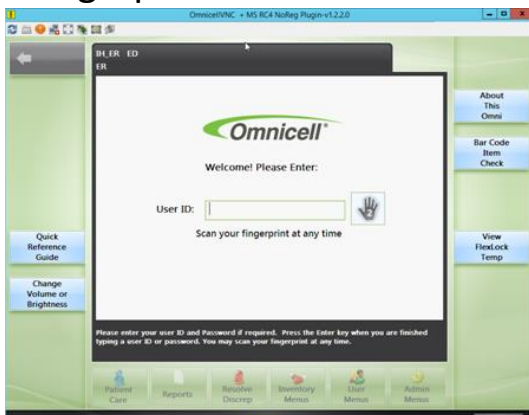 OmnicellVNC + MS RC4 NoReg Plugin-v1.2.2.0
IH_ER ED
ER
Omnicell
Welcome! Please Enter:
User ID:
Scan your fingerprint at any time
About
This
Omni
Bar Code
Item
Check
Quick
Reference
Guide
View
FlexLock
Temp
Change
Volume or
Brightness
Please enter your user ID and Password if required. Press the Enter key when you are finished
typing a user ID or password. You may scan your fingerprint at any time.
Patient
Care
Reports
Resolve
Discrep
Inventory
Menus
User
Menus
Admin
Menus